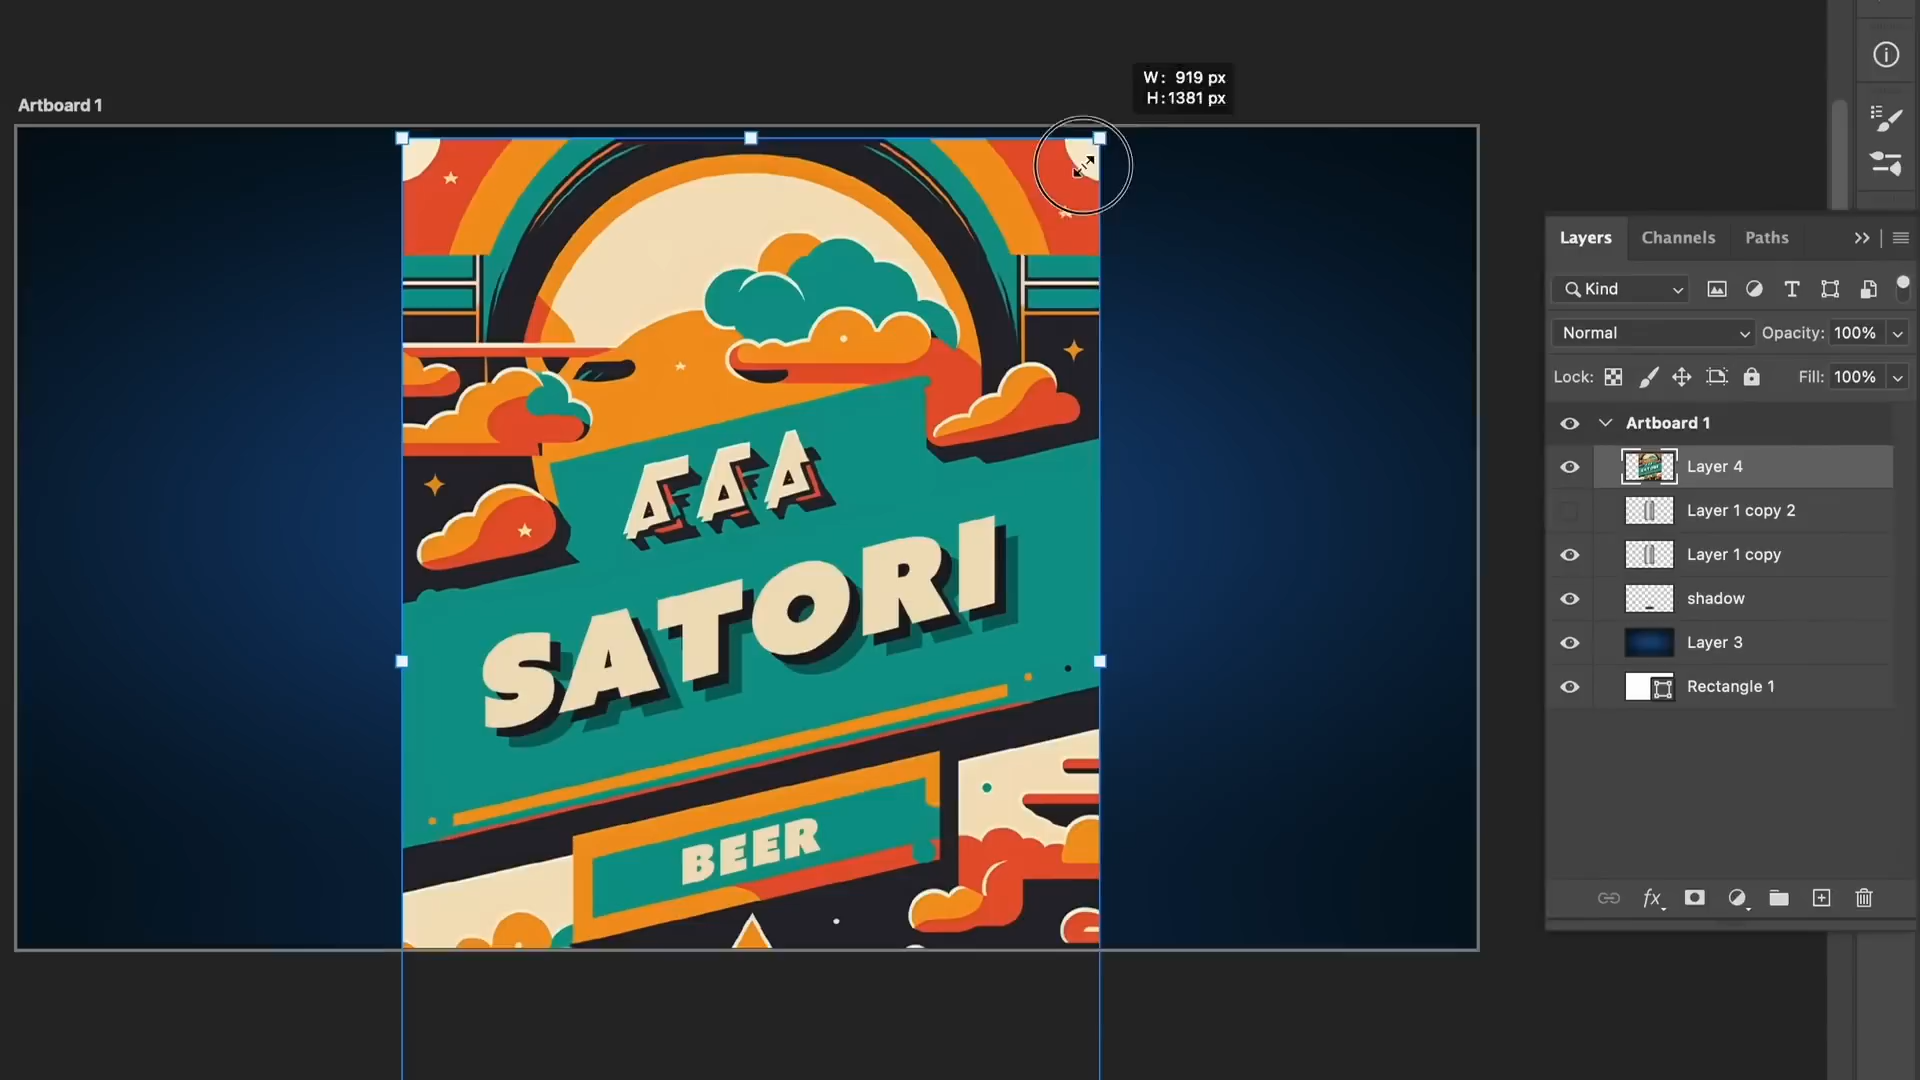 W: 919 px
H: 1381 px
Artboard 1
SATORI
BEER
Layers Channels Paths
Kind
Normal Opacity: 100%
Lock: Fill: 100%
Artboard 1
Layer 4
Layer 1 copy 2
Layer 1 copy
shadow
Layer 3
Rectangle 1
fx